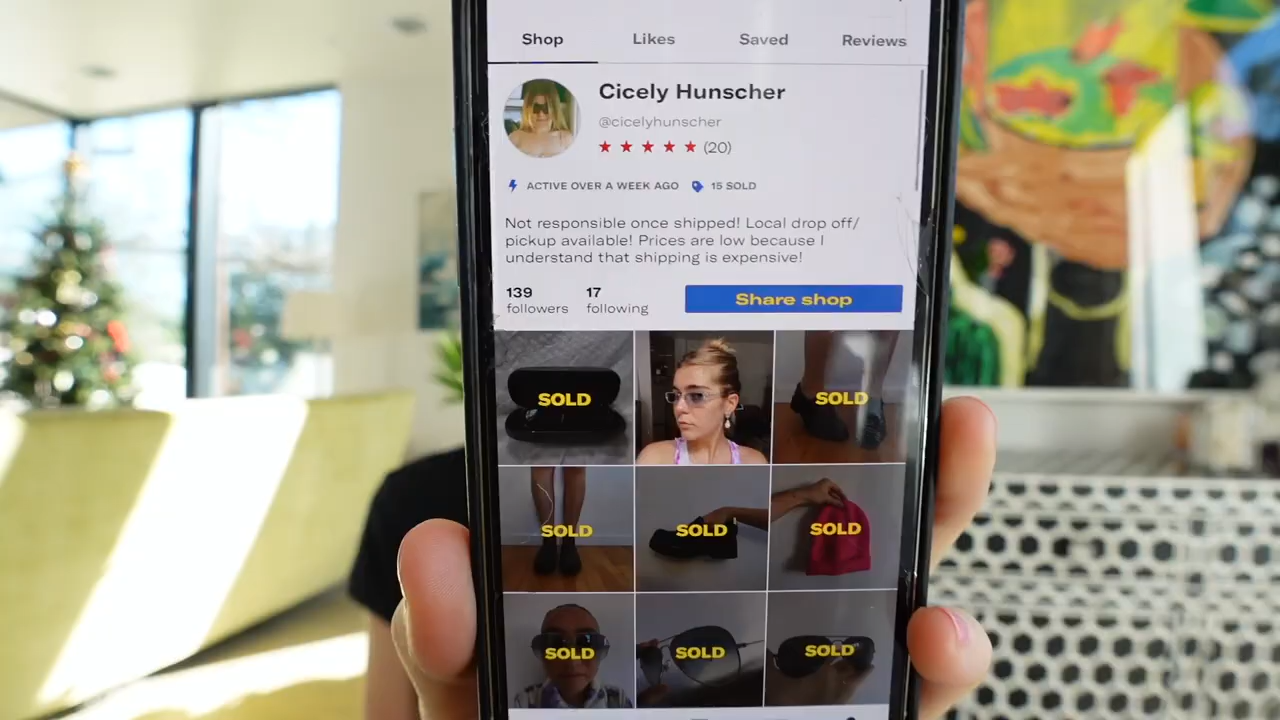 Shop Likes Saved Reviews
Cicely Hunscher
@cicelyhunscher
(20)
ACTIVE OVER A WEEK AGO 15 SOLD
Not responsible once shipped! Local drop off/
pickup available! Prices are low because I
understand that shipping is expensive!
139 17
followers following
Share shop
SOLD SOLD
SOLD SOLD SOLD
SOLD SOLD SOLD